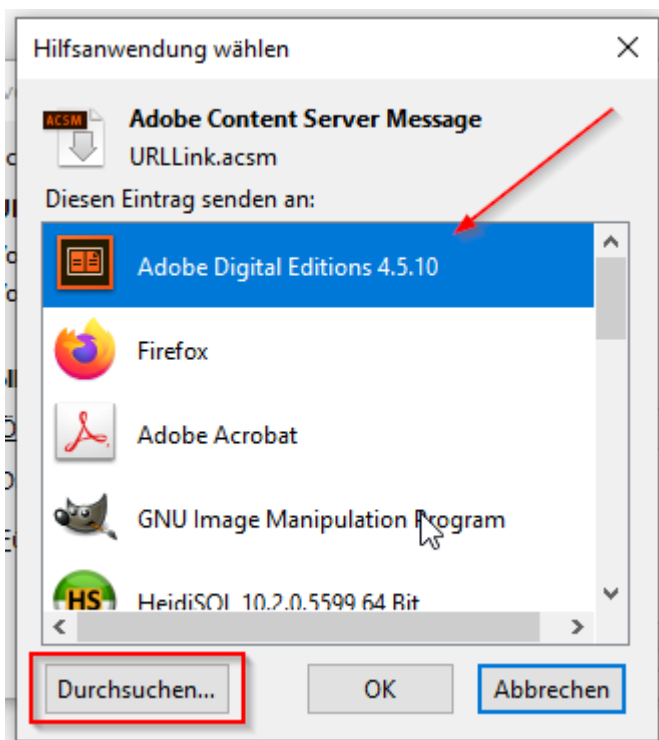 Hilfsanwendung wählen
ACSM
Adobe Content Server Message
URLLink.acsm
Diesen Eintrag senden an:
Adobe Digital Editions 4.5.10
Firefox
Adobe Acrobat
GNU Image Manipulation Program
HS
HeidiSQL 10.2.0.5599 64 Bit
Durchsuchen...
OK
Abbrechen